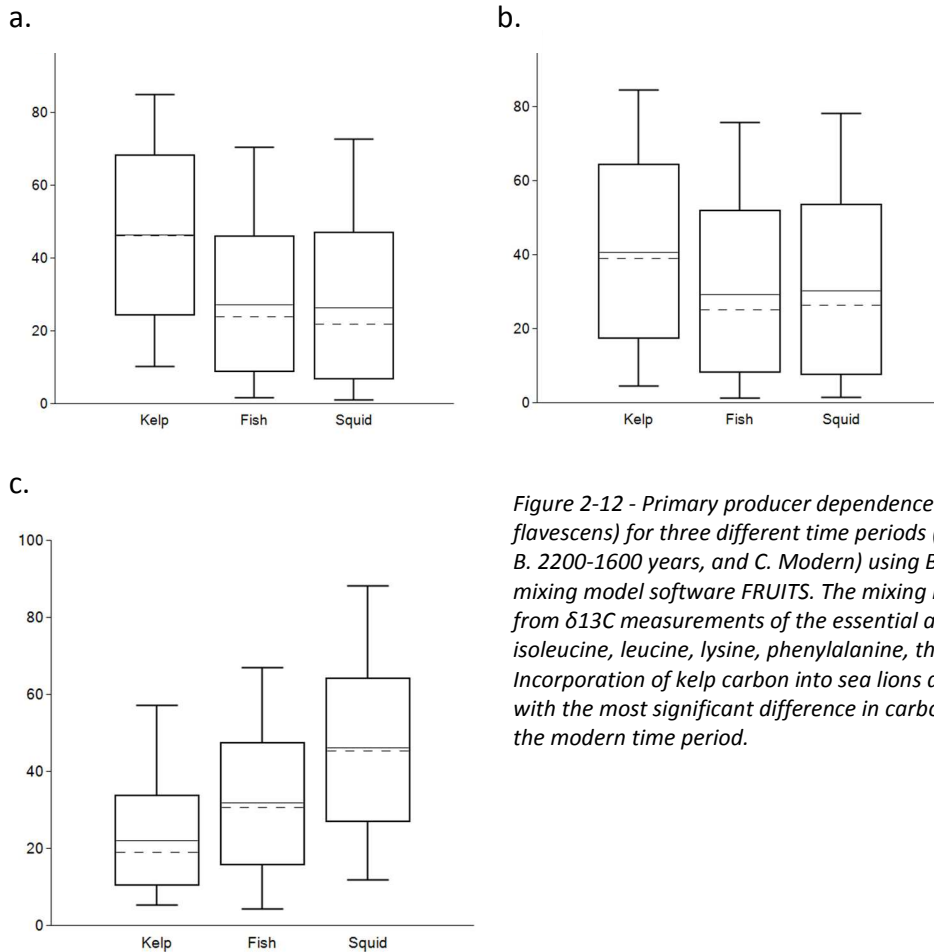 a.
80
60
40
20
0
Kelp Fish Squid
b.
80
60
40
20
0
Kelp Fish Squid
c.
100
80
60
40
20
0
Kelp Fish Squid
Figure 2-12 - Primary producer dependence
flavescens) for three different time periods (
B. 2200-1600 years, and C. Modern) using B
mixing model software FRUITS. The mixing
from δ13C measurements of the essential a
isoleucine, leucine, lysine, phenylalanine, th
Incorporation of kelp carbon into sea lions
with the most significant difference in carbo
the modern time period.